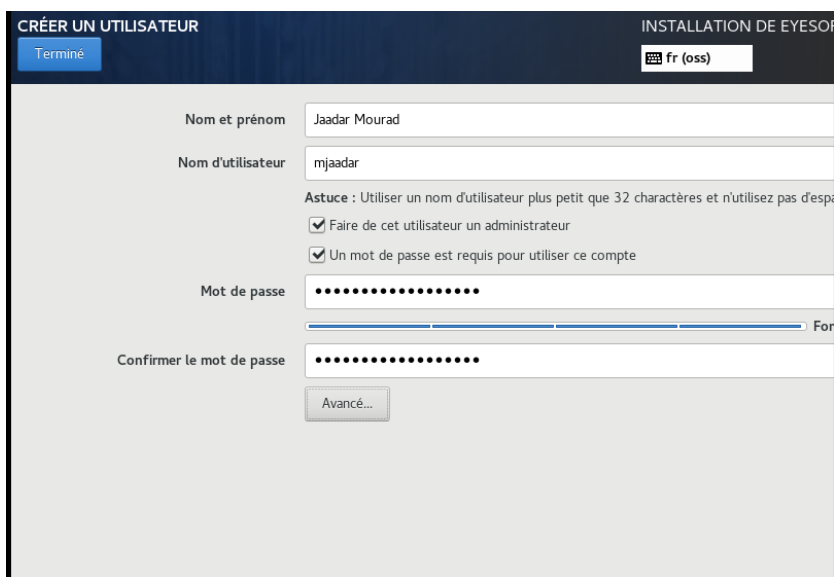 CRÉER UN UTILISATEUR
INSTALLATION DE EYESOF
Terminé
fr (oss)
Nom et prénom
Jaadar Mourad
Nom d'utilisateur
mjaadar
Astuce : Utiliser un nom d'utilisateur plus petit que 32 charactères et n'utilisez pas d'espa
Faire de cet utilisateur un administrateur
Un mot de passe est requis pour utiliser ce compte
Mot de passe
••••••••••••••••••
For
Confirmer le mot de passe
••••••••••••••••••
Avancé...